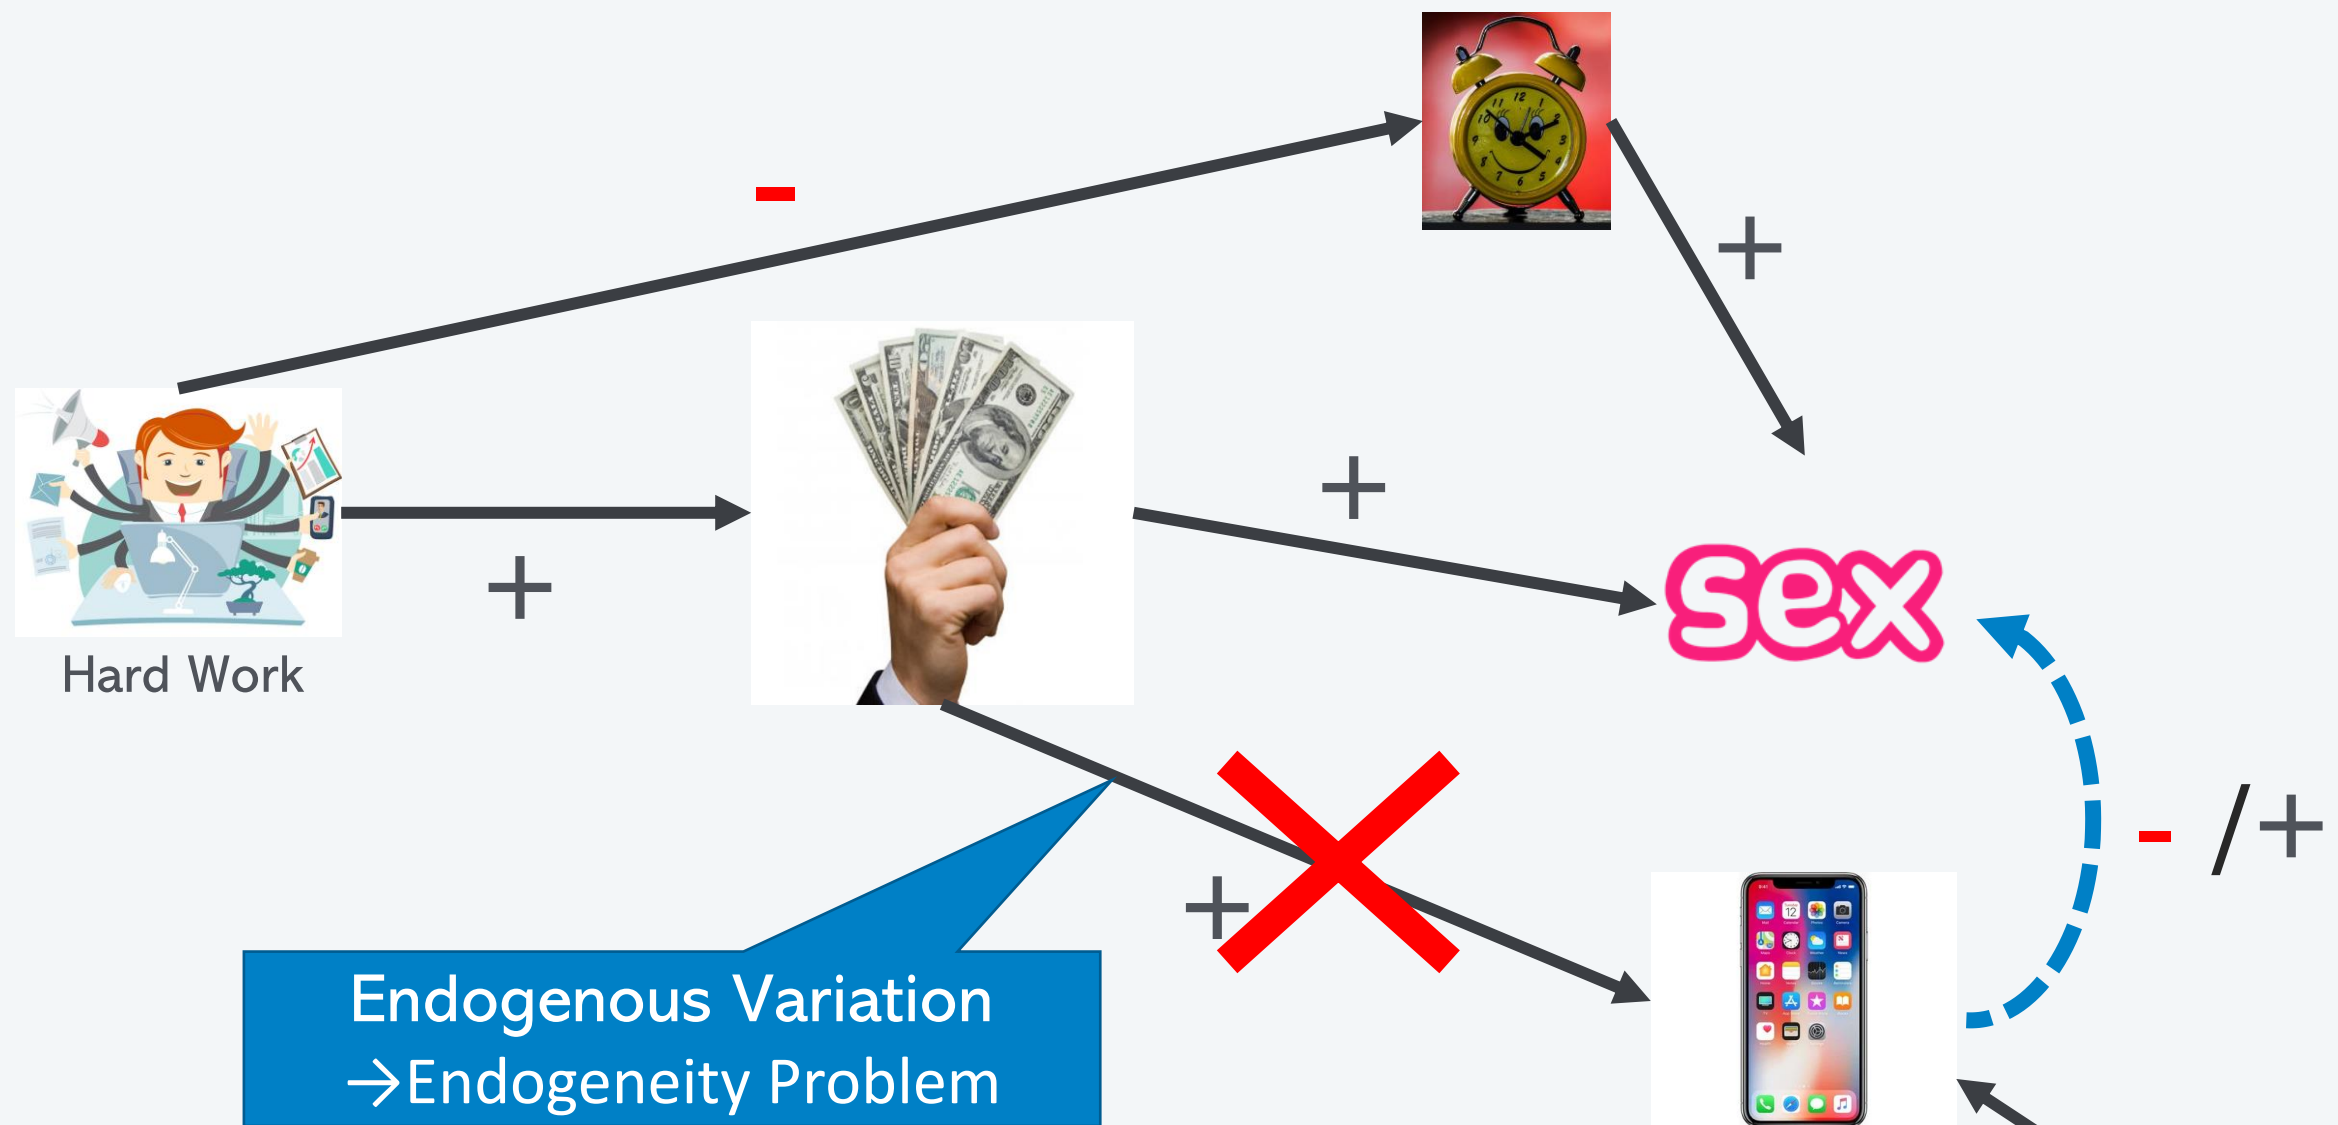 -
+
+
Hard Work
+
sex
- /+
+
Endogenous Variation
→Endogeneity Problem